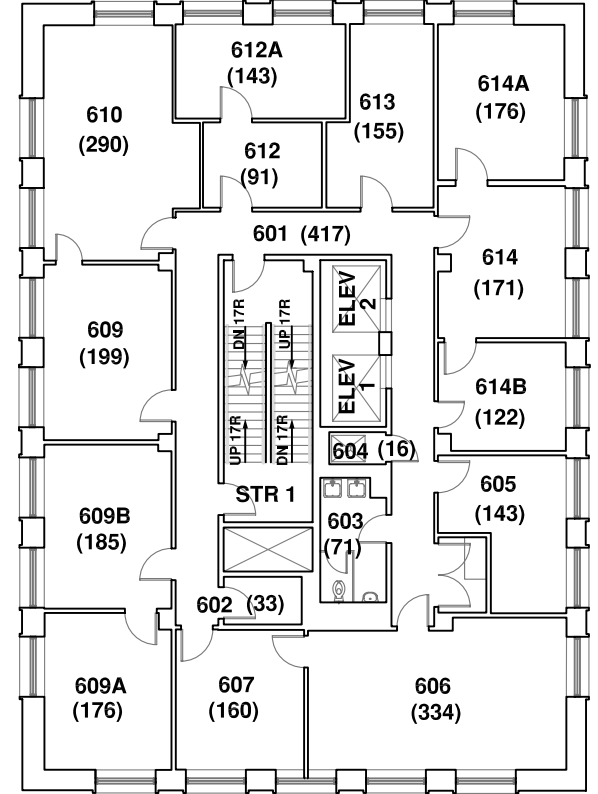 612A
(143)
614A
(176)
610
(290)
613
(155)
612
(91)
601 (417)
614
(171)
ELEV
2
DN 17R
UP 17R
609
(199)
ELEV
1
614B
(122)
UP 17R
DN 17R
604 (16)
STR 1
605
(143)
609B
(185)
603
(71)
602 (33)
609A
(176)
607
(160)
606
(334)